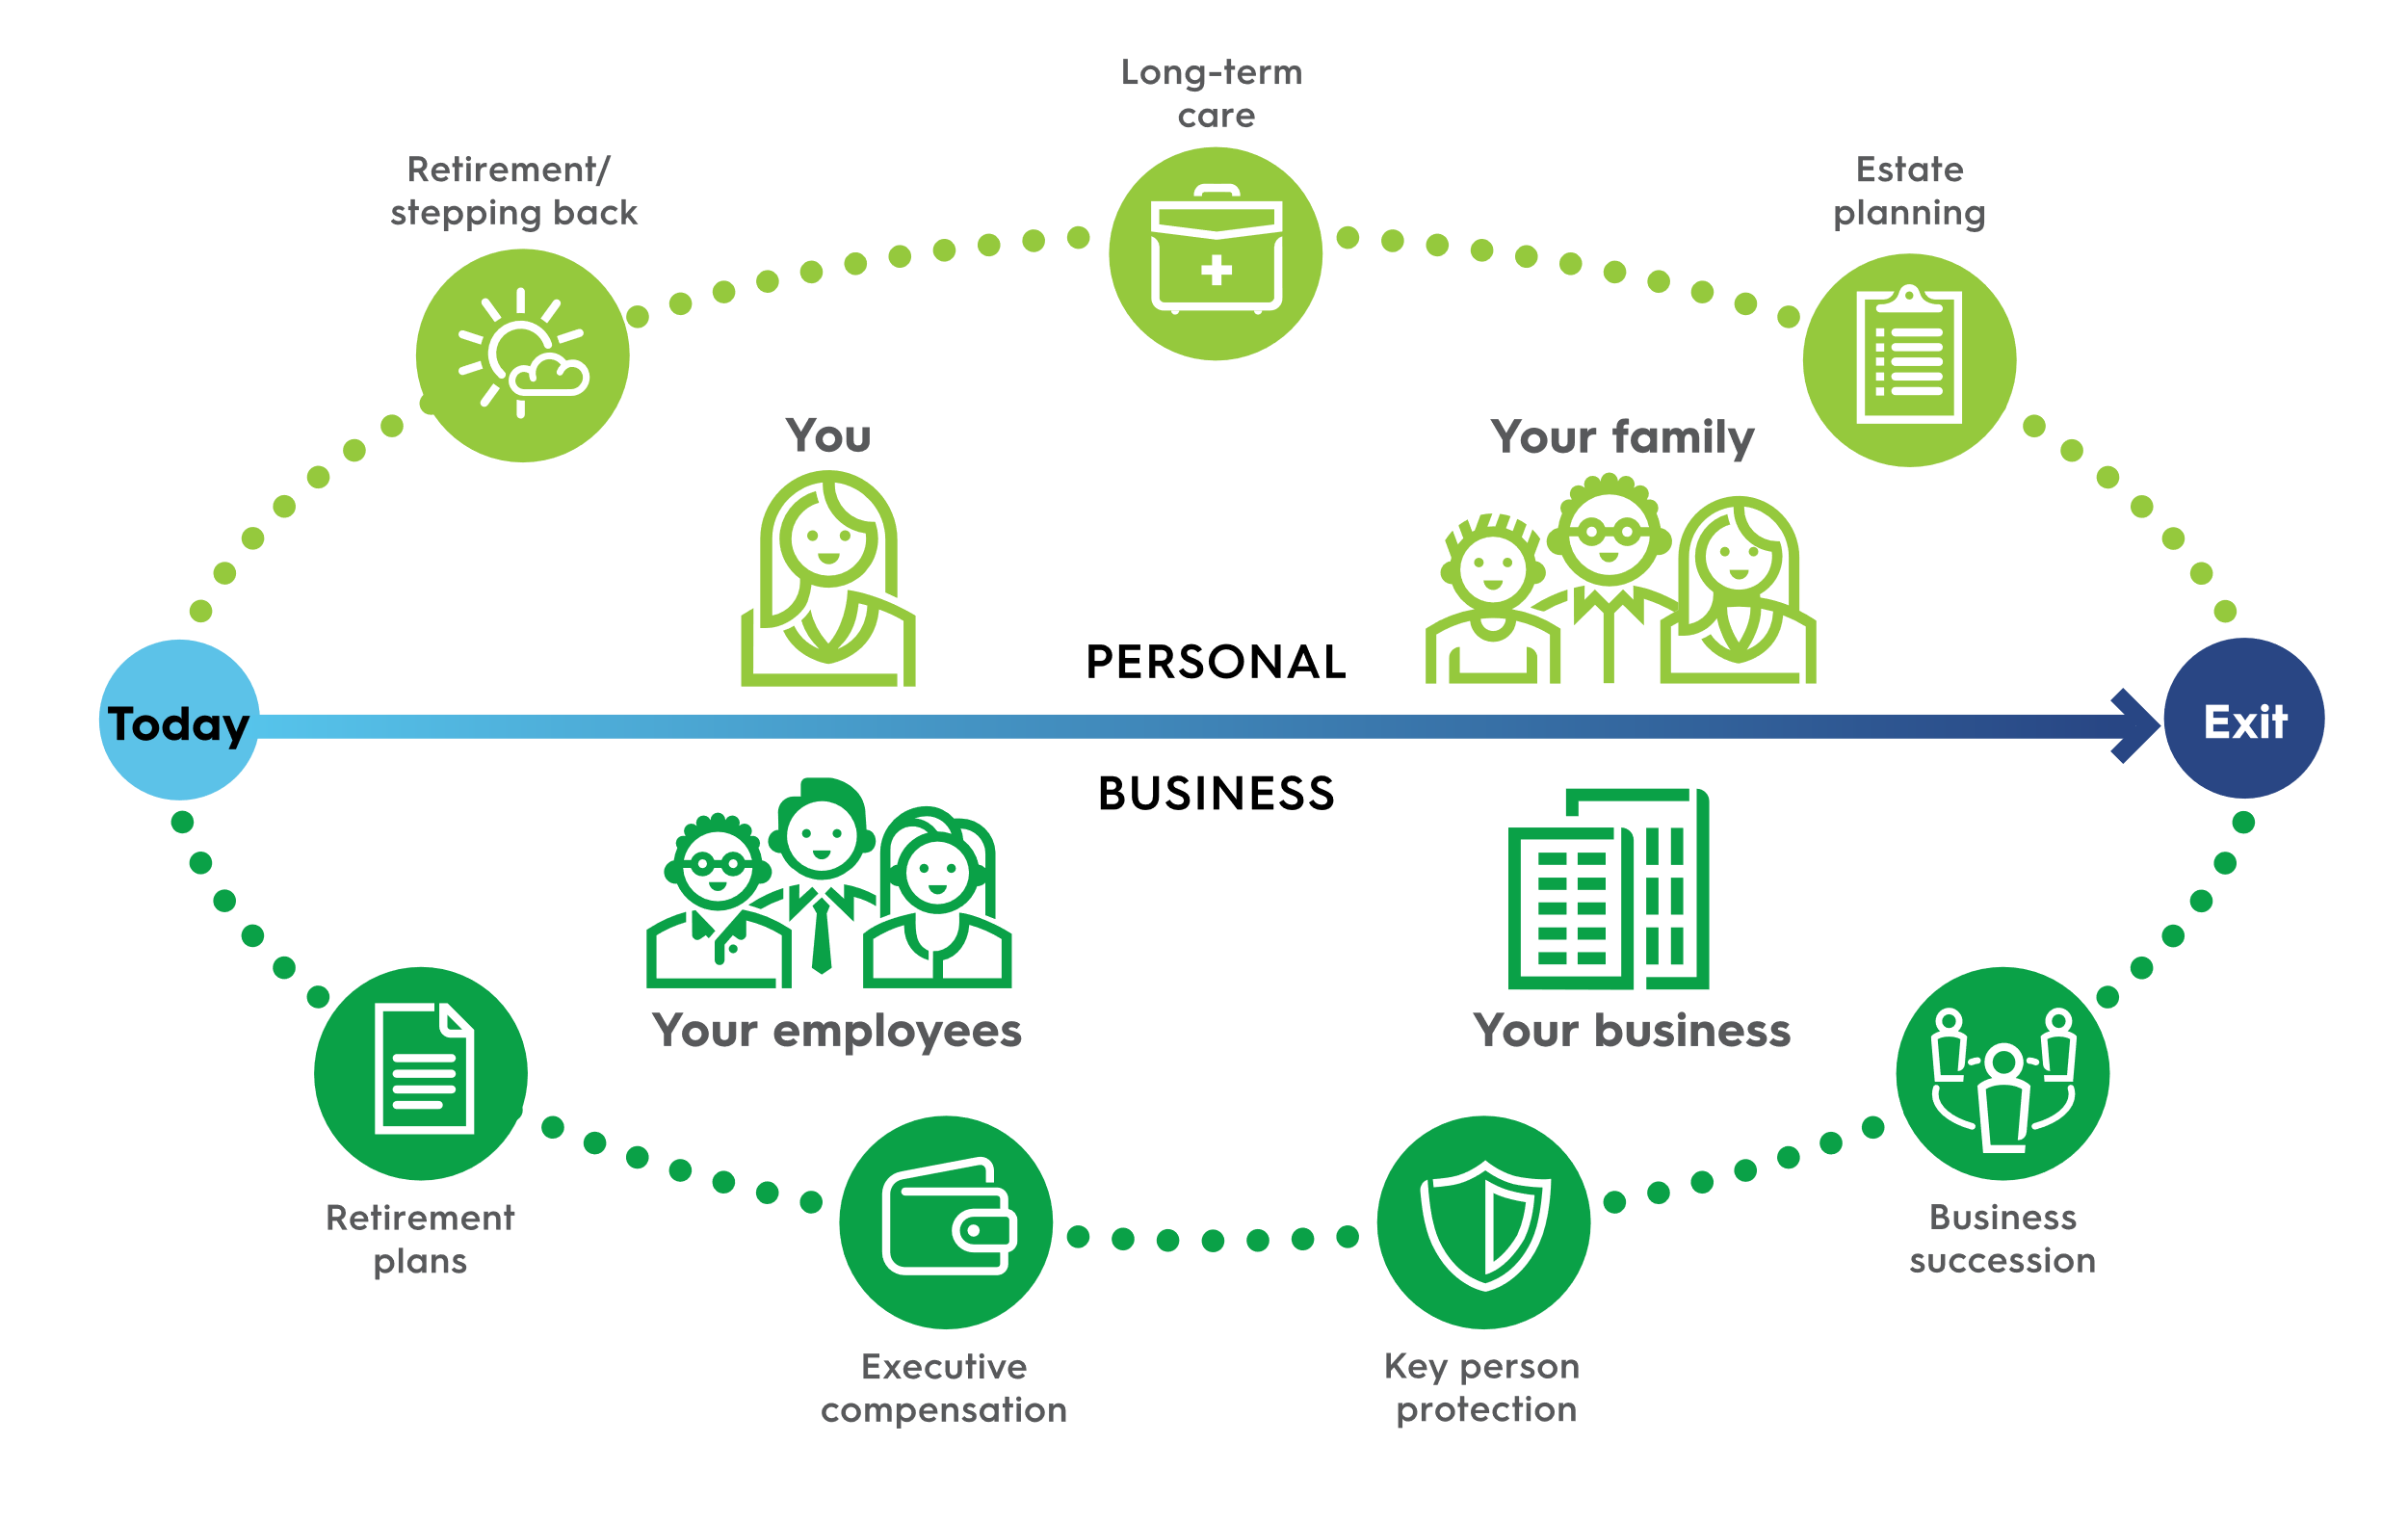 Long-term
care
Retirement/
stepping back
Estate
planning
You
Your family
PERSONAL
Today
Exit
BUSINESS
Your employees
Your business
Retirement
plans
Business
succession
Executive
compensation
Key person
protection